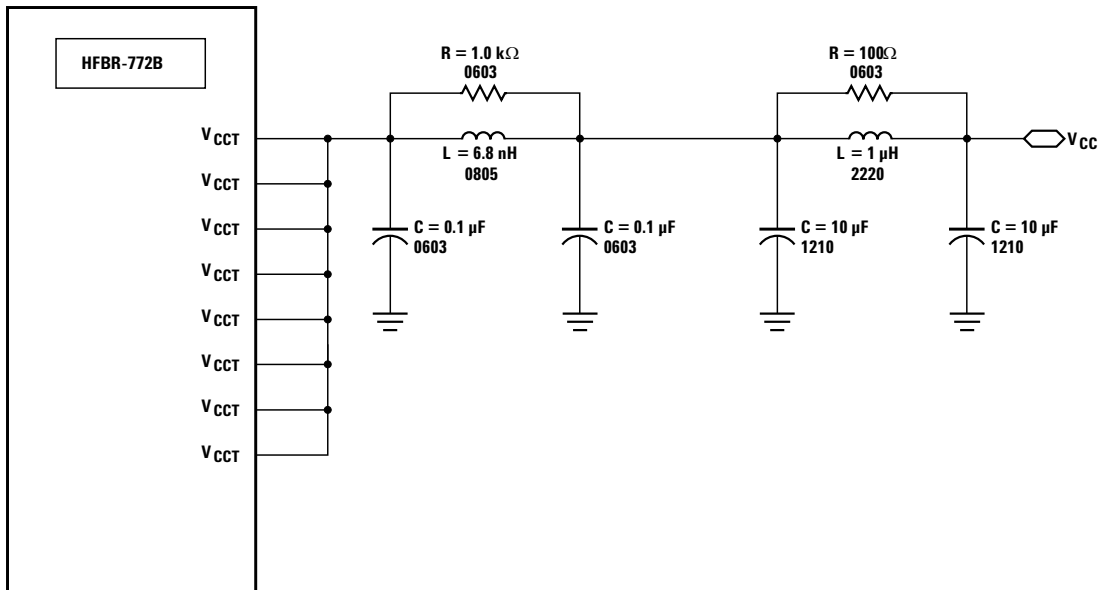 HFBR-772B
R = 1.0 kΩ
0603
R = 100Ω
0603
VCCT
L = 6.8 nH
0805
L = 1 µH
2220
VCC
VCCT
VCCT
C = 0.1 µF
0603
C = 0.1 µF
0603
C = 10 µF
1210
C = 10 µF
1210
VCCT
VCCT
VCCT
VCCT
VCCT